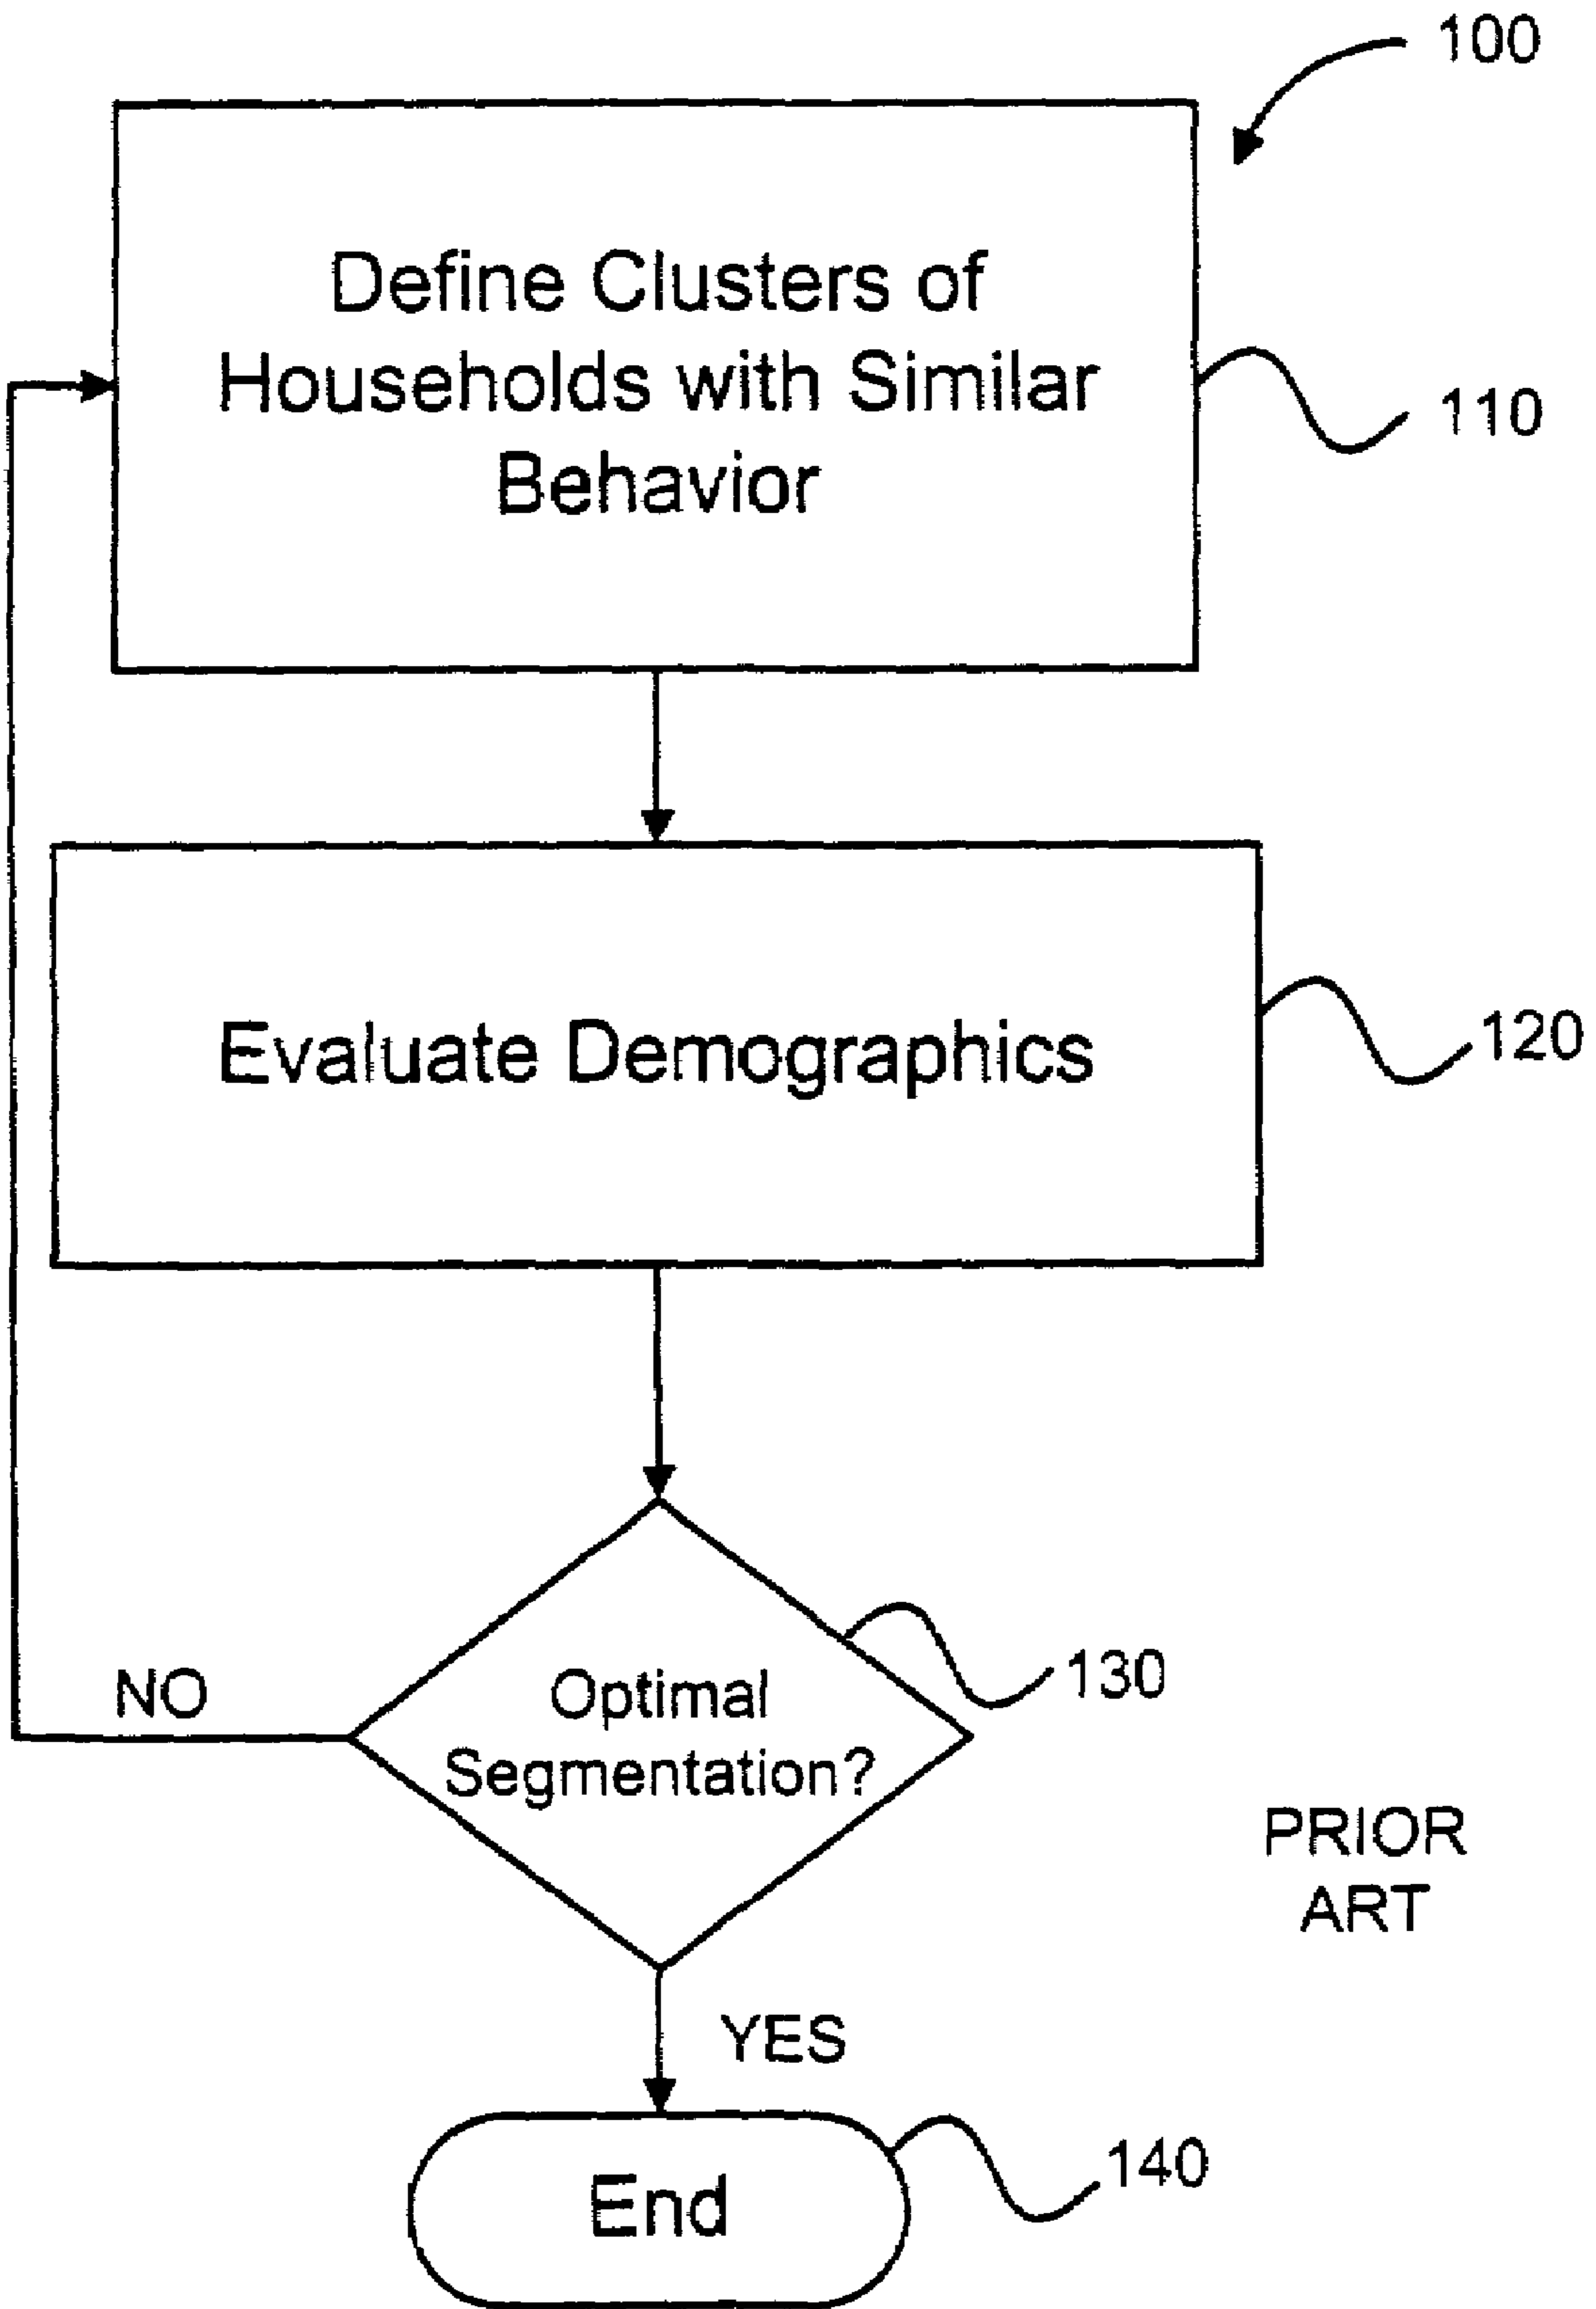 100
Define Clusters of
Households with Similar
Behavior
110
Evaluate Demographics
120
130
Optimal
Segmentation?
NO
PRIOR
ART
YES
140
End